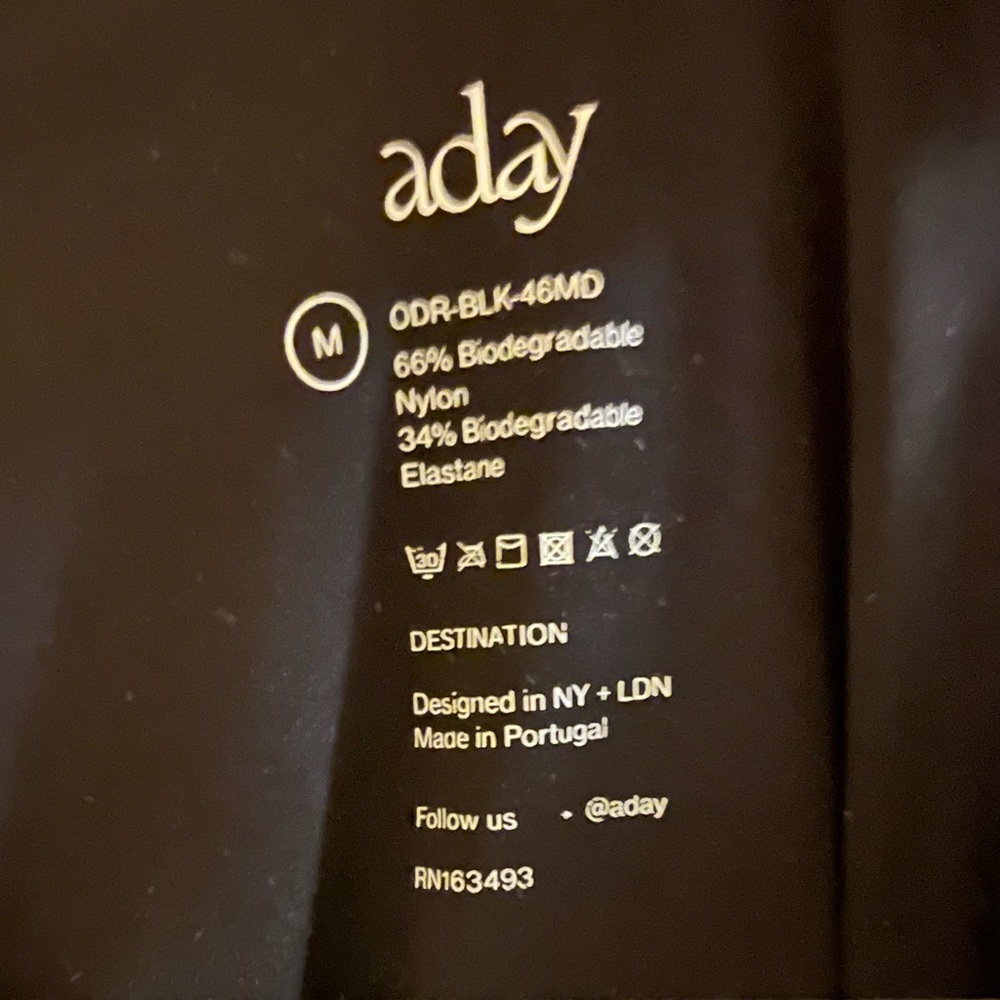 aday
M
ODR-BLK-46MD
66% Biodegradable
Nylon
34% Biodegradable
Elastane
30
DESTINATION
Designed in NY + LDN
Made in Portugal
Follow us @aday
RN163493